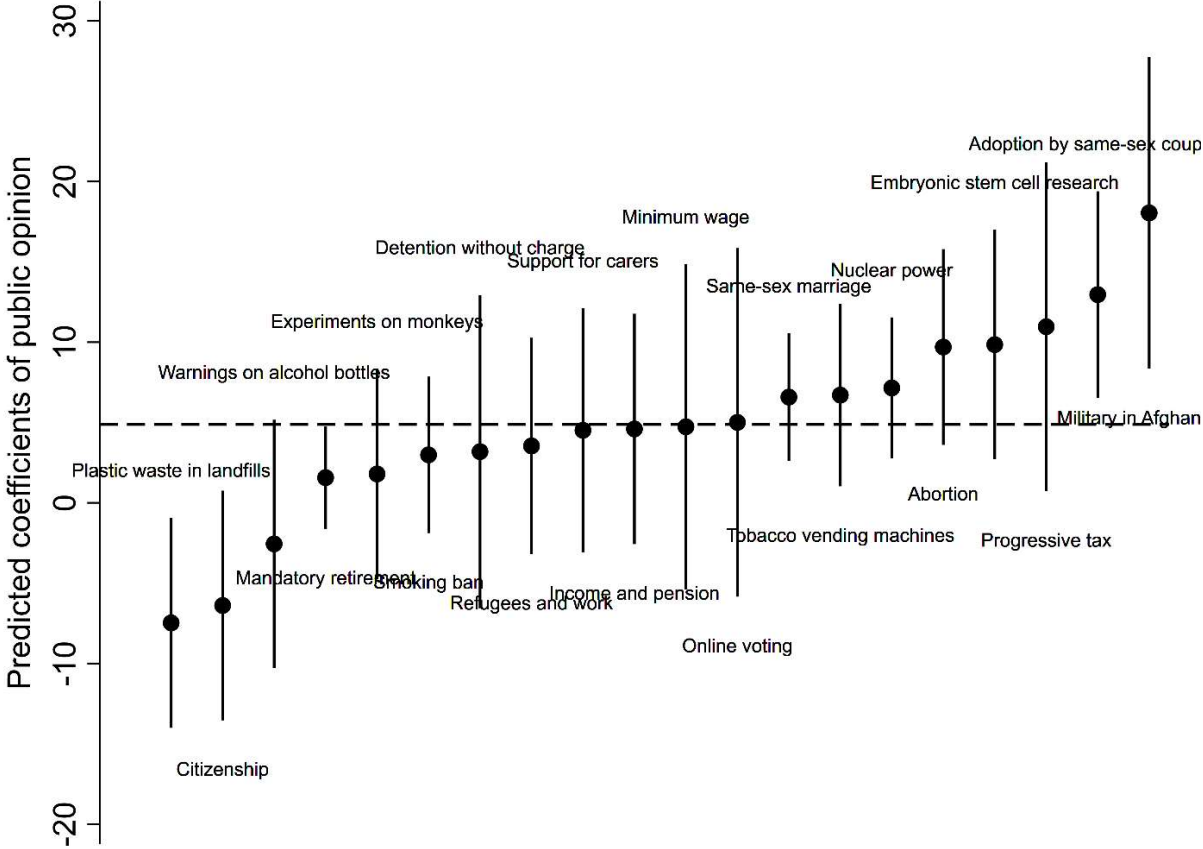 Predicted coefficients of public opinion
30
20
10
0
-10
-20
Adoption by same-sex coup
Embryonic stem cell research
Minimum wage
Detention without charge
Support for carers
Nuclear power
Same-sex marriage
Experiments on monkeys
Warnings on alcohol bottles
Military in Afghan
Plastic waste in landfills
Abortion
Tobacco vending machines
Progressive tax
Mandatory retirement
Smoking ban
Income and pension
Refugees and work
Online voting
Citizenship